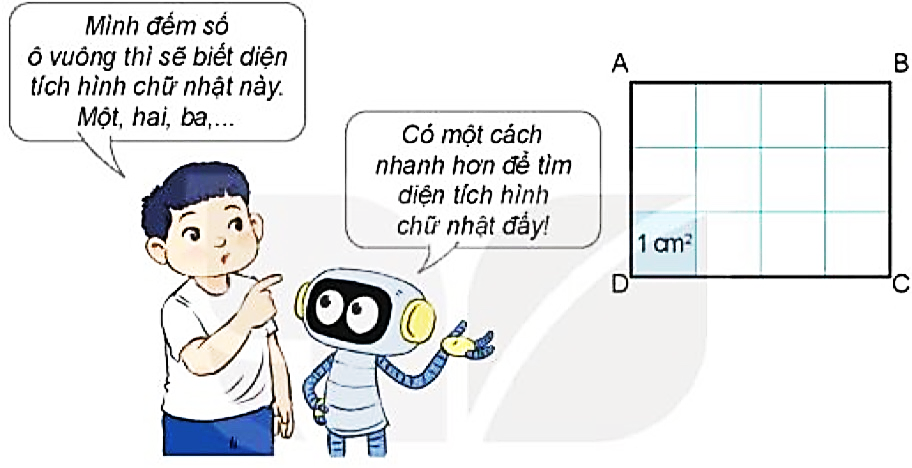 Mình đếm số
ô vuông thì sẽ biết diện
tích hình chữ nhật này.
Một, hai, ba,...
Có một cách
nhanh hơn để tìm
diện tích hình
chữ nhật đấy!
A
B
1 cm²
D
C